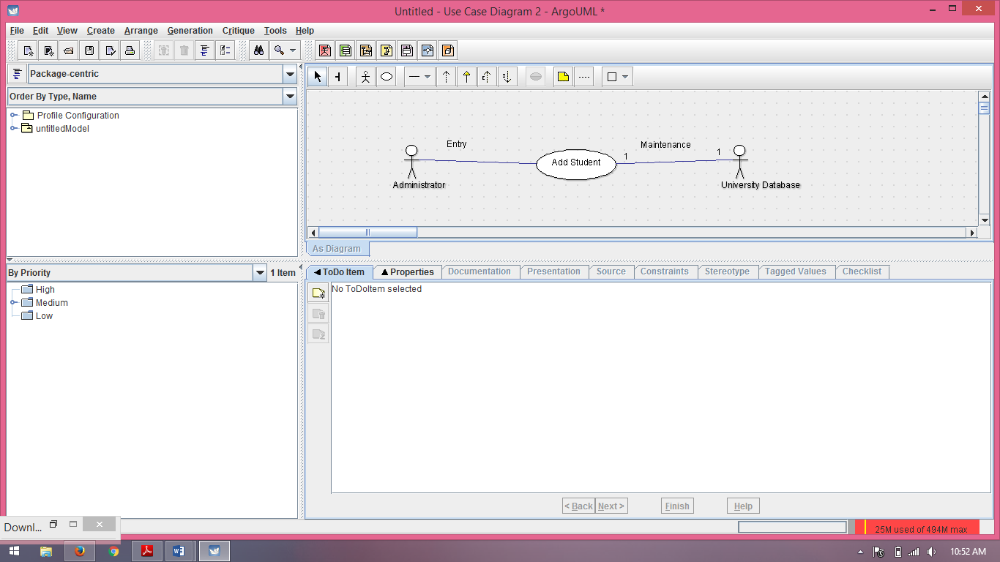 Untitled - Use Case Diagram 2 - ArgoUML *
File Edit View Create Arrange Generation Critique Tools Help
Package-centric
Order By Type, Name
Profile Configuration
untitledModel
Entry
Maintenance
1
1
Add Student
Administrator
University Database
As Diagram
By Priority
1 Item
High
Medium
Low
ToDo Item
Properties
Documentation
Presentation
Source
Constraints
Stereotype
Tagged Values
Checklist
No ToDoItem selected
< Back
Next >
Finish
Help
Downl...
25M used of 494M max
10:52 AM